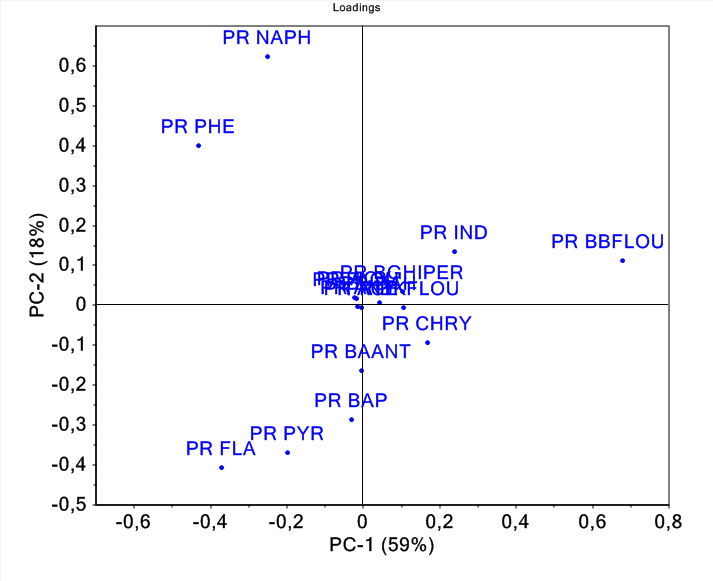 Loadings
PR NAPH
0,6
0,5
PR PHE
0,4
0,3
PR IND
0,2
PR BBFLOU
0,1
PR BGHIPER
0
PR CHRY
-0,1
PR BAANT
-0,2
PR BAP
-0,3
PR PYR
PR FLA
-0,4
-0,5
-0,6 -0,4 -0,2 0 0,2 0,4 0,6 0,8
PC-1 (59%)
PC-2 (18%)